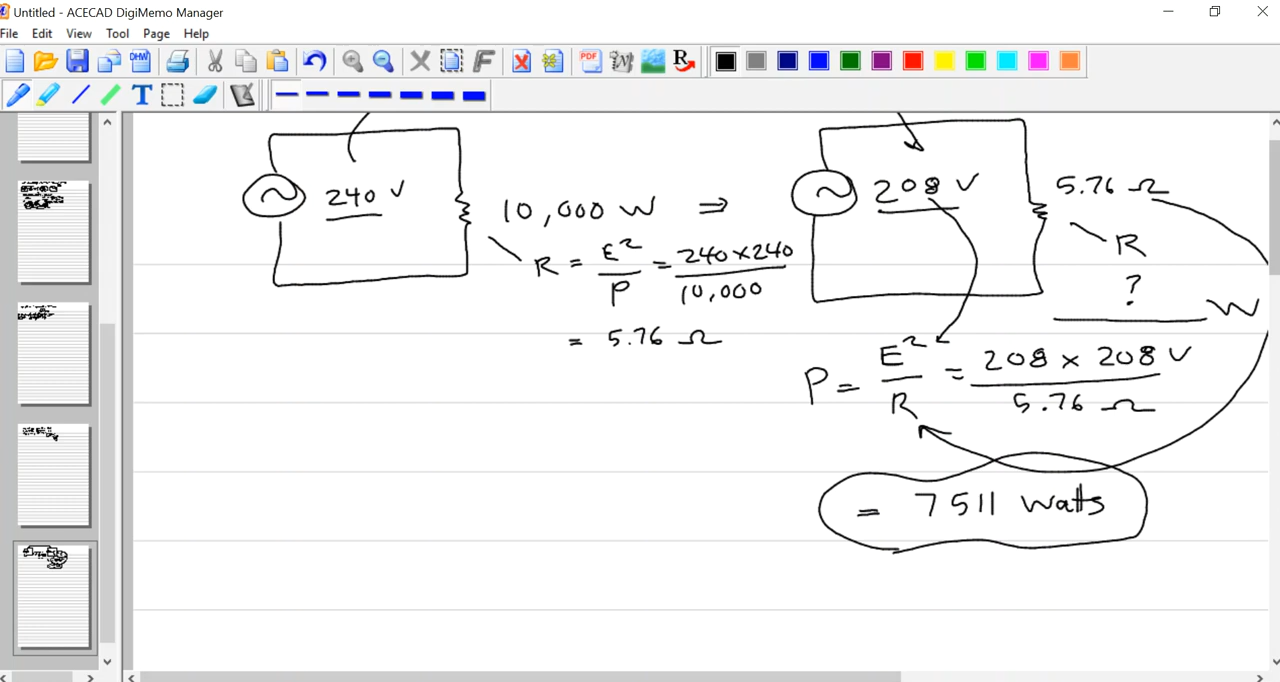 Untitled - ACECAD DigiMemo Manager
File Edit View Tool Page Help
240 V
10,000 W ⇒
R = E² / P = 240 x 240 / 10,000
= 5.76 Ω
208 V
5.76 Ω
R
?
W
P = E² / R = 208 x 208 V / 5.76 Ω
= 7511 watts